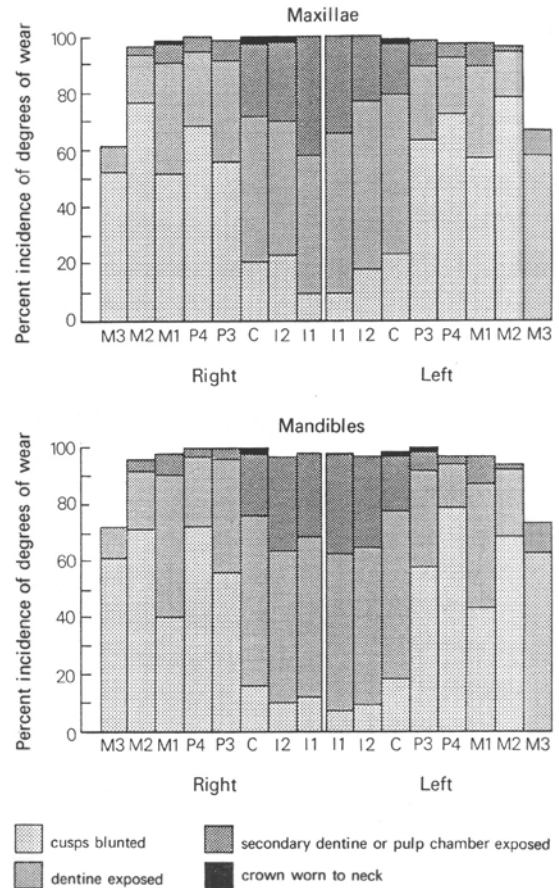 Maxillae
Percent incidence of degrees of wear
100
80
60
40
20
0
M3 M2 M1 P4 P3 C I2 I1 I1 I2 C P3 P4 M1 M2 M3
Right Left
Mandibles
Percent incidence of degrees of wear
100
80
60
40
20
0
M3 M2 M1 P4 P3 C I2 I1 I1 I2 C P3 P4 M1 M2 M3
Right Left
cusps blunted
secondary dentine or pulp chamber exposed
dentine exposed
crown worn to neck